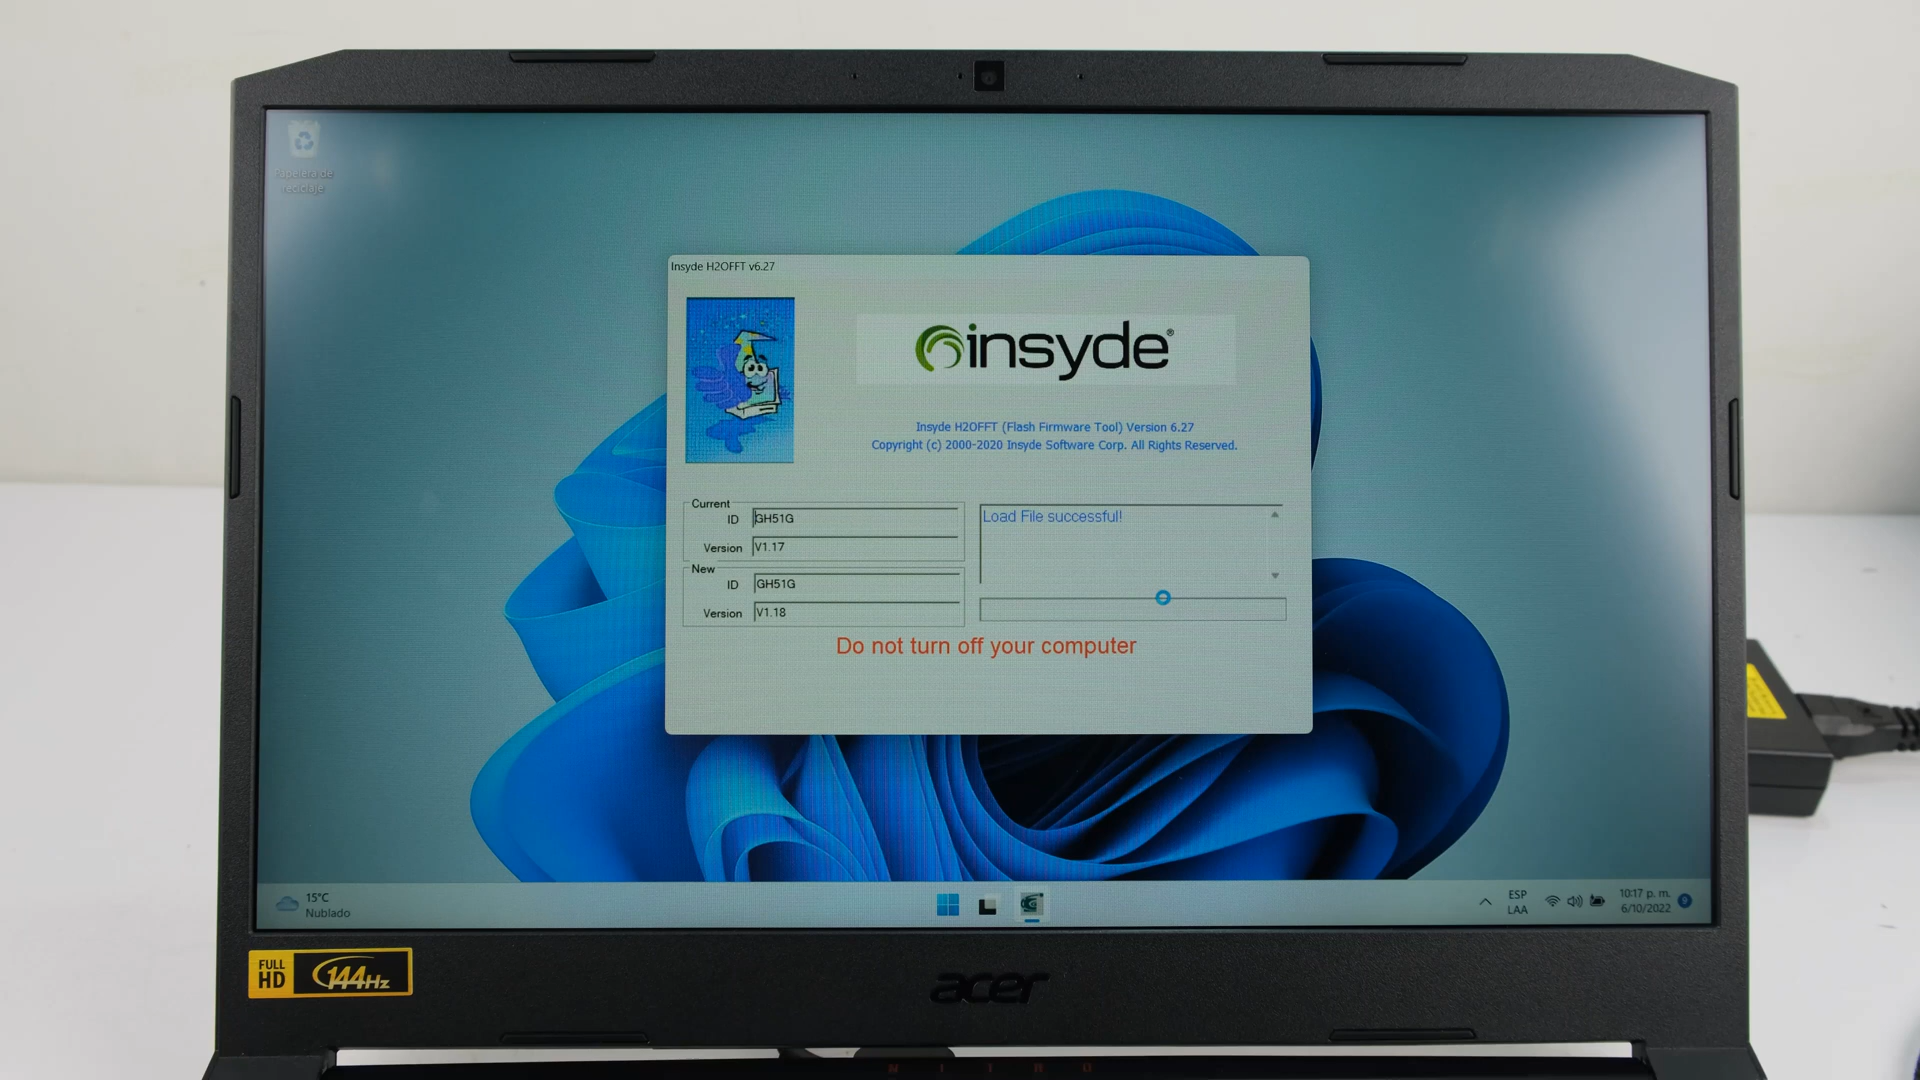 Papelera de
reciclaje
Insyde H2OFFT v6.27
insyde®
Insyde H2OFFT (Flash Firmware Tool) Version 6.27
Copyright (c) 2000-2020 Insyde Software Corp. All Rights Reserved.
Current
ID GH51G
Version V1.17
New
ID GH51G
Version V1.18
Load File successful!
Do not turn off your computer
15°C
Nublado
ESP
LAA
10:17 p. m.
6/10/2022
9
FULL
HD
144Hz
acer
NITRO